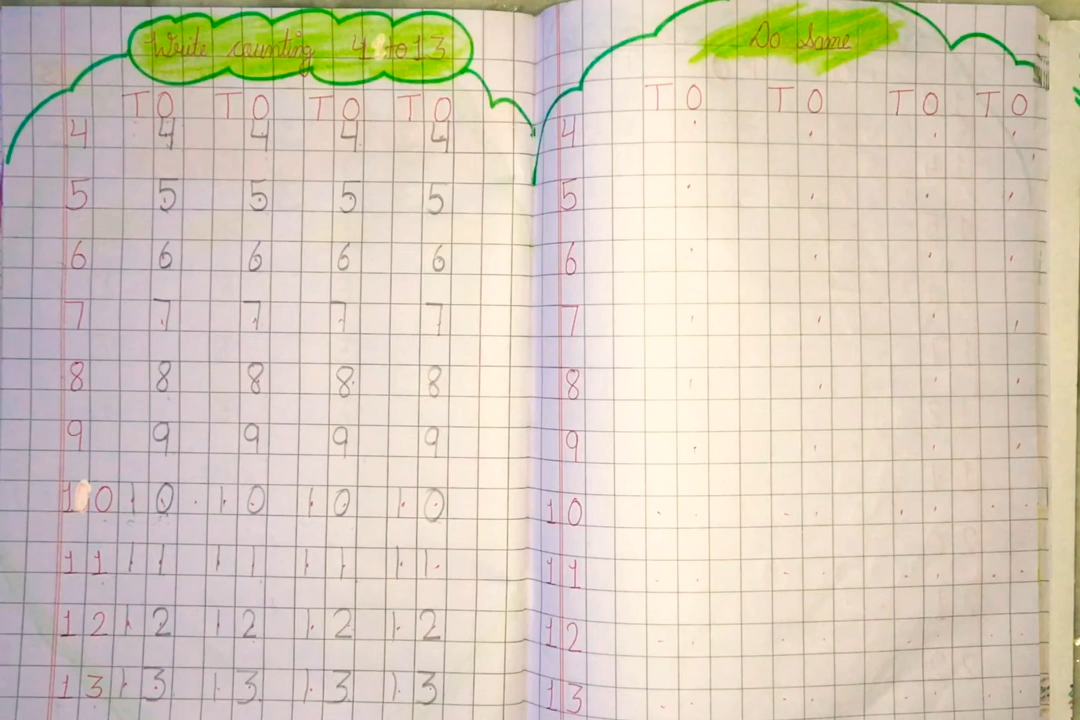 Write counting 4 to 13
T O T O T O T O
4 4 4 4 4
5 5 5 5 5
6 6 6 6 6
7 7 7 7 7
8 8 8 8 8
9 9 9 9 9
10 10 10 10 10
11 11 11 11 11
12 12 12 12 12
13 13 13 13 13
Do Same
T O T O T O T O
4
5
6
7
8
9
10
11
12
13